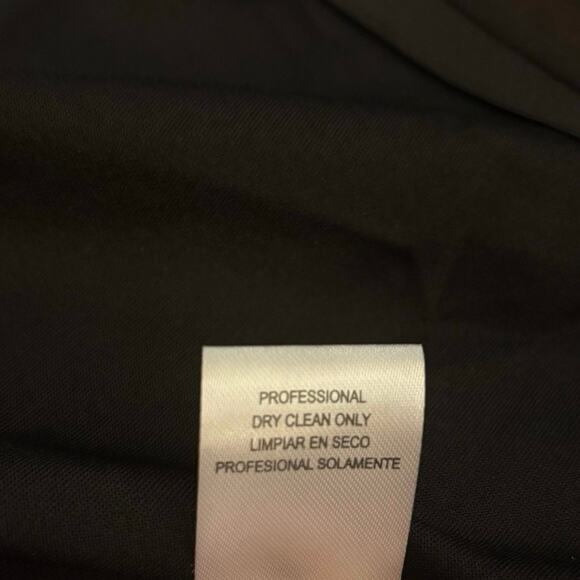 PROFESSIONAL
DRY CLEAN ONLY
LIMPIAR EN SECO
PROFESIONAL SOLAMENTE